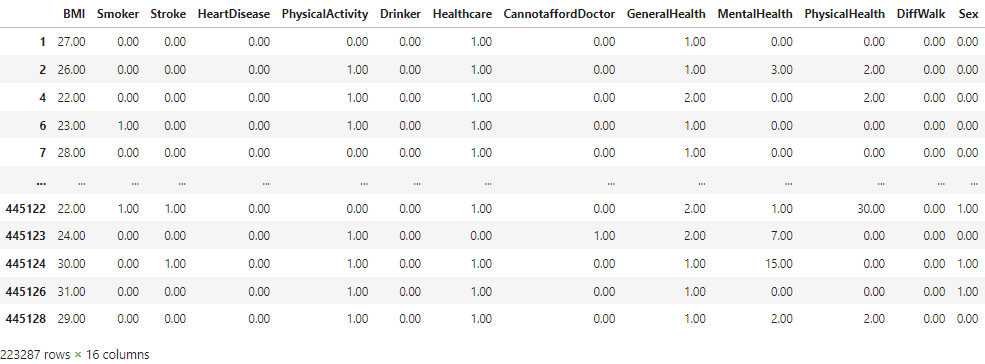 BMI Smoker Stroke HeartDisease PhysicalActivity Drinker Healthcare CannotaffordDoctor GeneralHealth MentalHealth PhysicalHealth DiffWalk Sex
1 27.00 0.00 0.00 0.00 0.00 0.00 1.00 0.00 1.00 0.00 0.00 0.00 0.00
2 26.00 0.00 0.00 0.00 1.00 0.00 1.00 0.00 1.00 3.00 2.00 0.00 0.00
4 22.00 0.00 0.00 0.00 1.00 0.00 1.00 0.00 2.00 0.00 2.00 0.00 0.00
6 23.00 1.00 0.00 0.00 1.00 0.00 1.00 0.00 1.00 0.00 0.00 0.00 0.00
7 28.00 0.00 0.00 0.00 0.00 0.00 1.00 0.00 1.00 0.00 0.00 0.00 0.00
... ... ... ... ... ... ... ... ... ... ... ... ... ...
445122 22.00 1.00 1.00 0.00 0.00 0.00 1.00 0.00 2.00 1.00 30.00 0.00 1.00
445123 24.00 0.00 0.00 0.00 1.00 0.00 0.00 1.00 2.00 7.00 0.00 0.00 0.00
445124 30.00 0.00 1.00 0.00 1.00 0.00 1.00 0.00 1.00 15.00 0.00 0.00 1.00
445126 31.00 0.00 0.00 0.00 1.00 0.00 1.00 0.00 1.00 0.00 0.00 0.00 1.00
445128 29.00 0.00 0.00 0.00 1.00 0.00 1.00 0.00 1.00 2.00 2.00 0.00 0.00
223287 rows × 16 columns